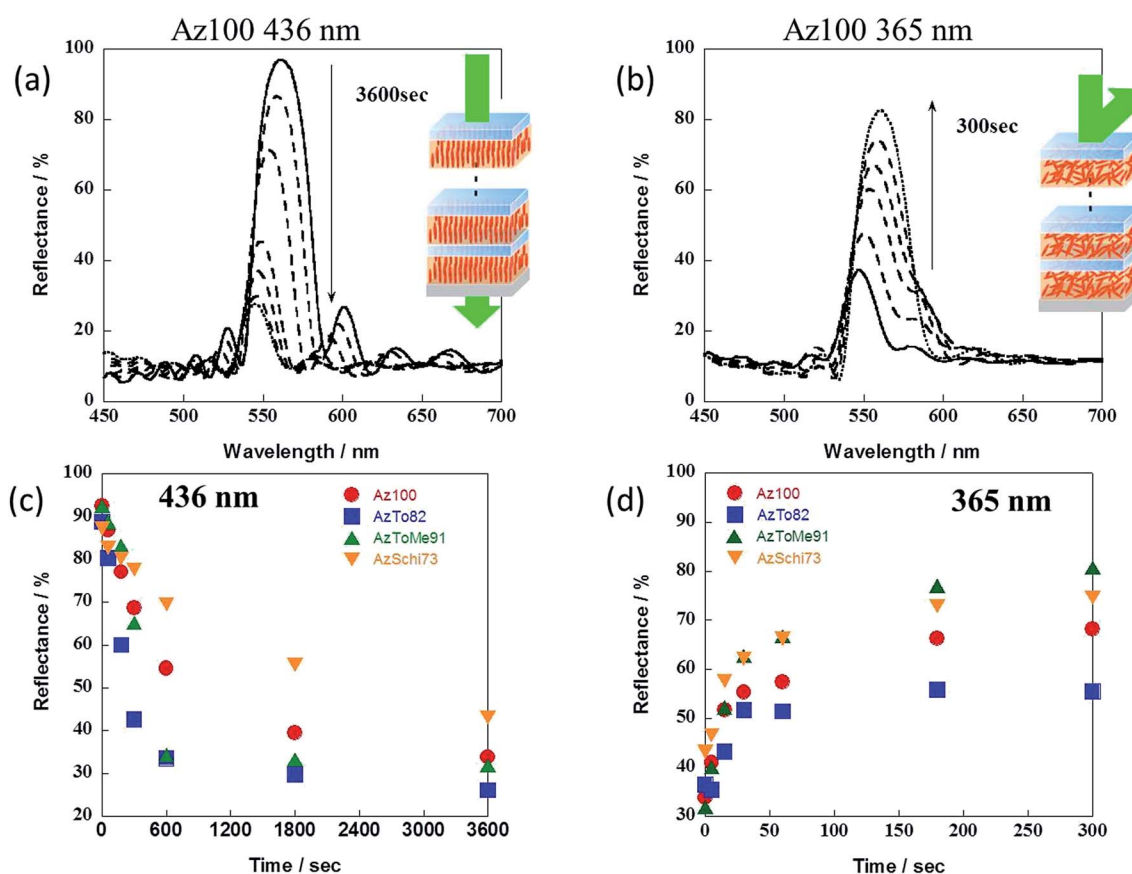 Az100 436 nm
Az100 365 nm
(a)
100
80
60
40
20
0
Reflectance / %
3600sec
450 500 550 600 650 700
Wavelength / nm
(b)
100
80
60
40
20
0
Reflectance / %
300sec
450 500 550 600 650 700
Wavelength / nm
(c)
436 nm
100
90
80
70
60
50
40
30
20
Reflectance / %
Az100
AzTo82
AzToMe91
AzSchi73
0 600 1200 1800 2400 3000 3600
Time / sec
(d)
365 nm
100
90
80
70
60
50
40
30
Reflectance / %
Az100
AzTo82
AzToMe91
AzSchi73
0 50 100 150 200 250 300
Time / sec